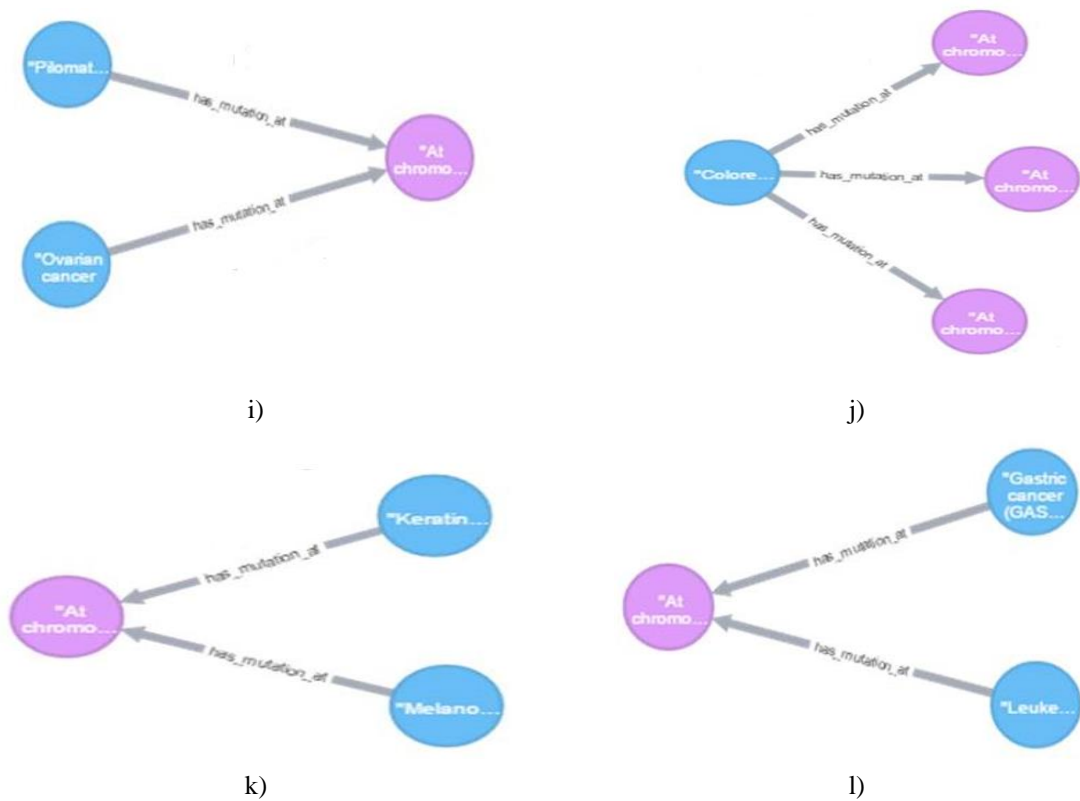 "Pilomat...
has_mutation_at
"At
chromo...
has_mutation_at
"Ovarian
cancer
i)
"At
chromo...
has_mutation_at
"Colore...
has_mutation_at
"At
chromo...
has_mutation_at
"At
chromo...
j)
"Keratin...
has_mutation_at
"At
chromo...
has_mutation_at
"Melano...
k)
"Gastric
cancer
(GAS...
has_mutation_at
"At
chromo...
has_mutation_at
"Leuke...
l)